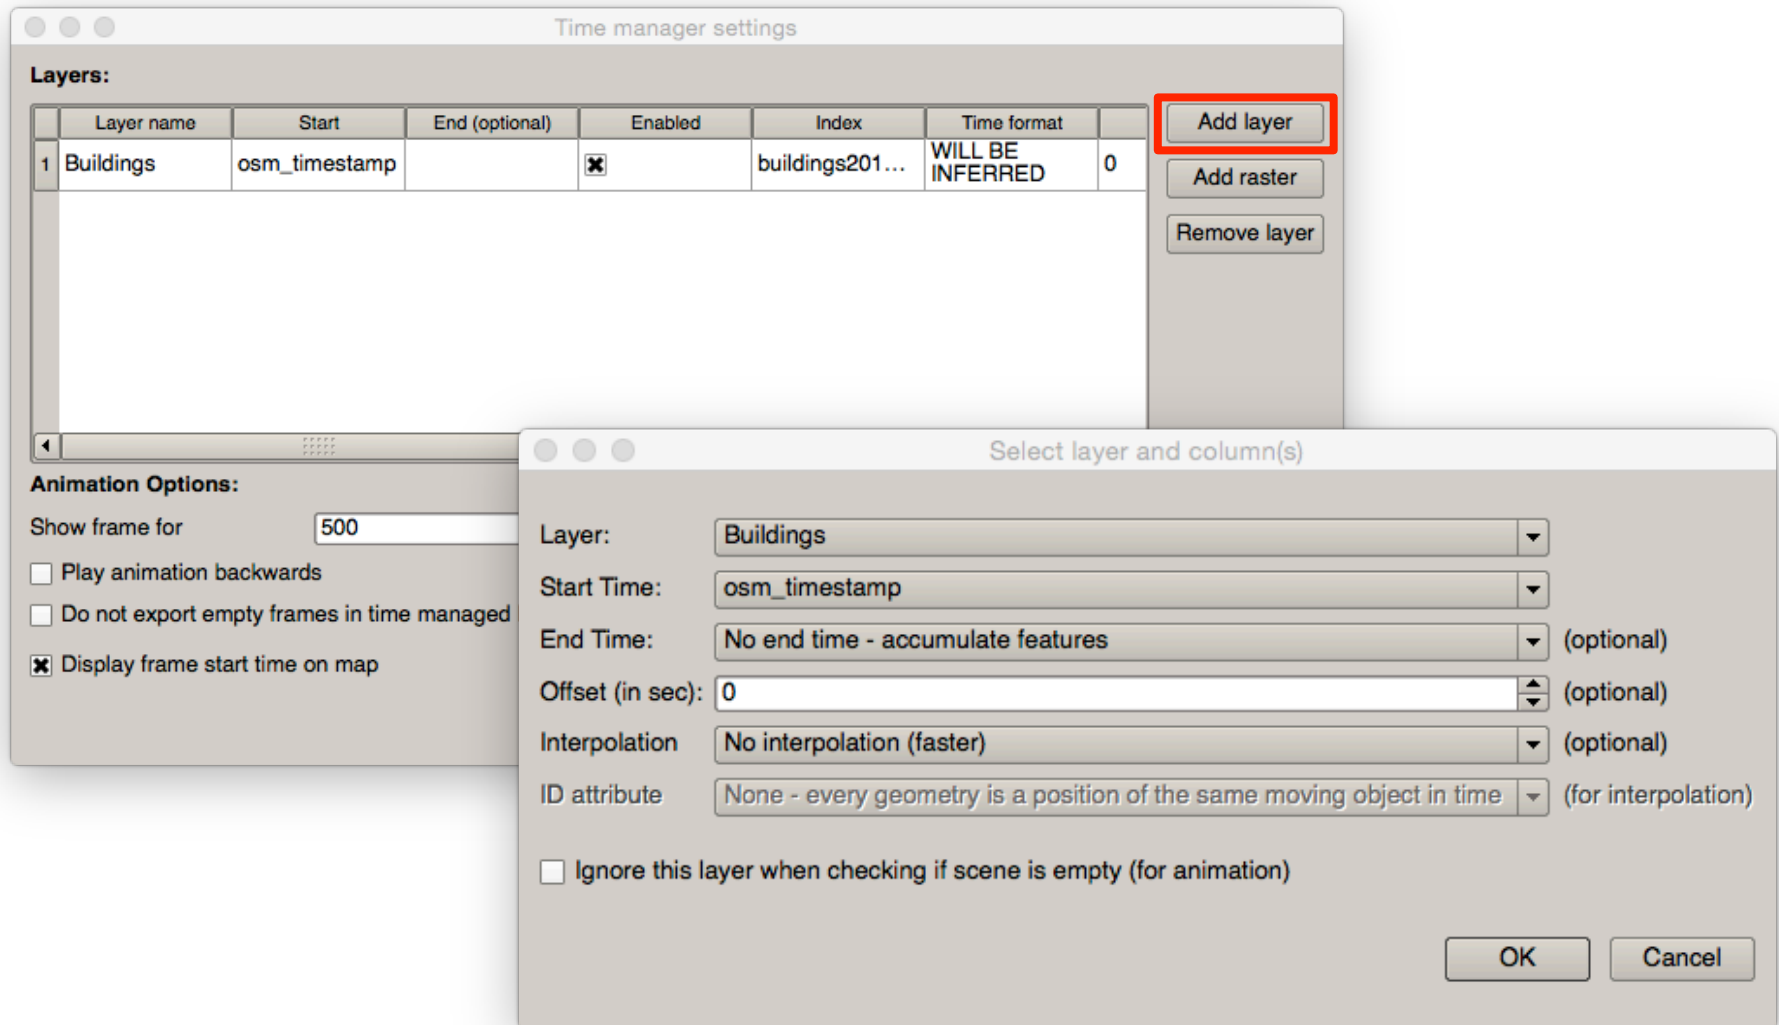 Time manager settings
Layers:
Layer name Start End (optional) Enabled Index Time format
1 Buildings osm_timestamp buildings201... WILL BE INFERRED 0
Add layer
Add raster
Remove layer
Animation Options:
Show frame for 500
Play animation backwards
Do not export empty frames in time managed
Display frame start time on map
Select layer and column(s)
Layer: Buildings
Start Time: osm_timestamp
End Time: No end time - accumulate features (optional)
Offset (in sec): 0 (optional)
Interpolation No interpolation (faster) (optional)
ID attribute None - every geometry is a position of the same moving object in time (for interpolation)
Ignore this layer when checking if scene is empty (for animation)
OK Cancel